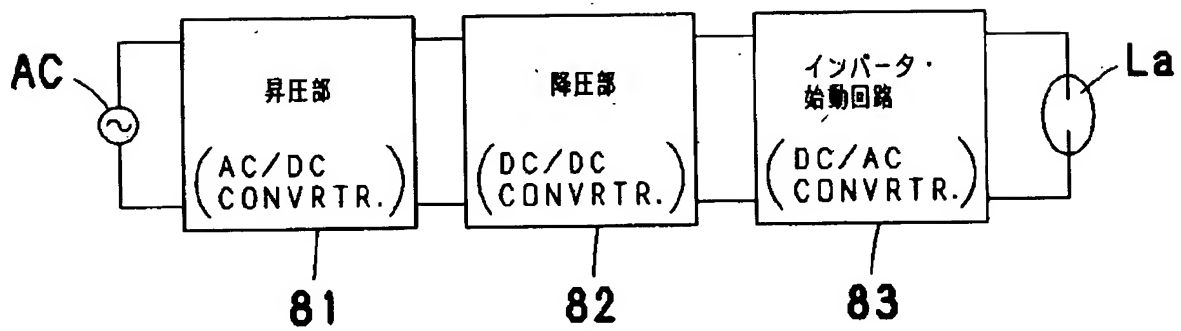 AC
昇圧部
(AC/DC
CONVRTR.)
81
降圧部
(DC/DC
CONVRTR.)
82
インバータ・
始動回路
(DC/AC
CONVRTR.)
83
La